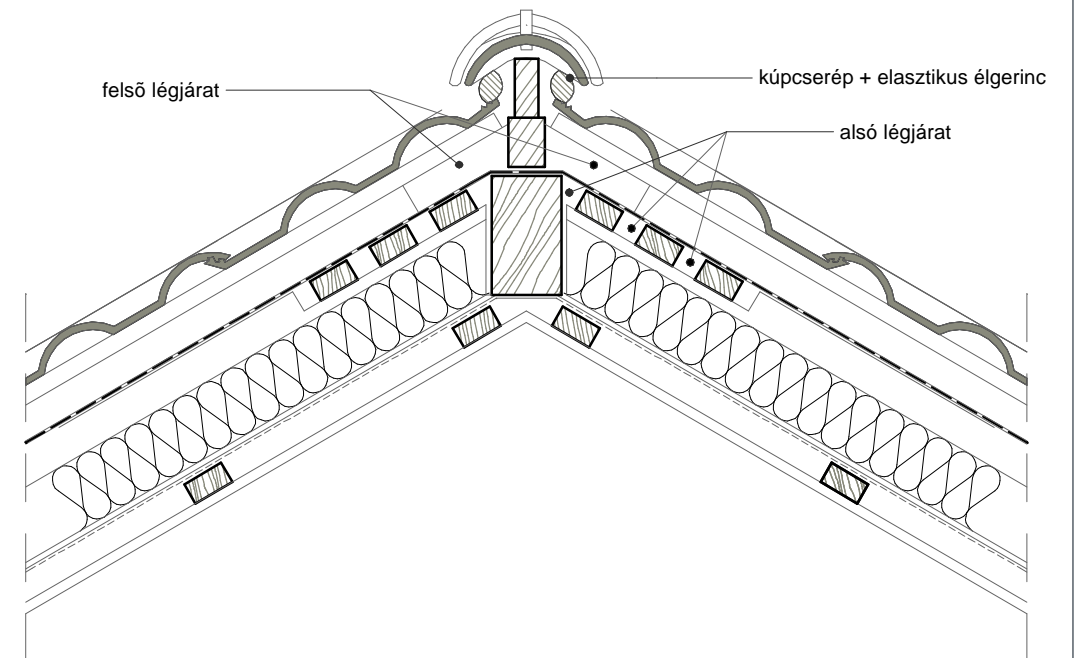 kúpcserép + elasztikus élgerinc
felsõ légjárat
alsó légjárat